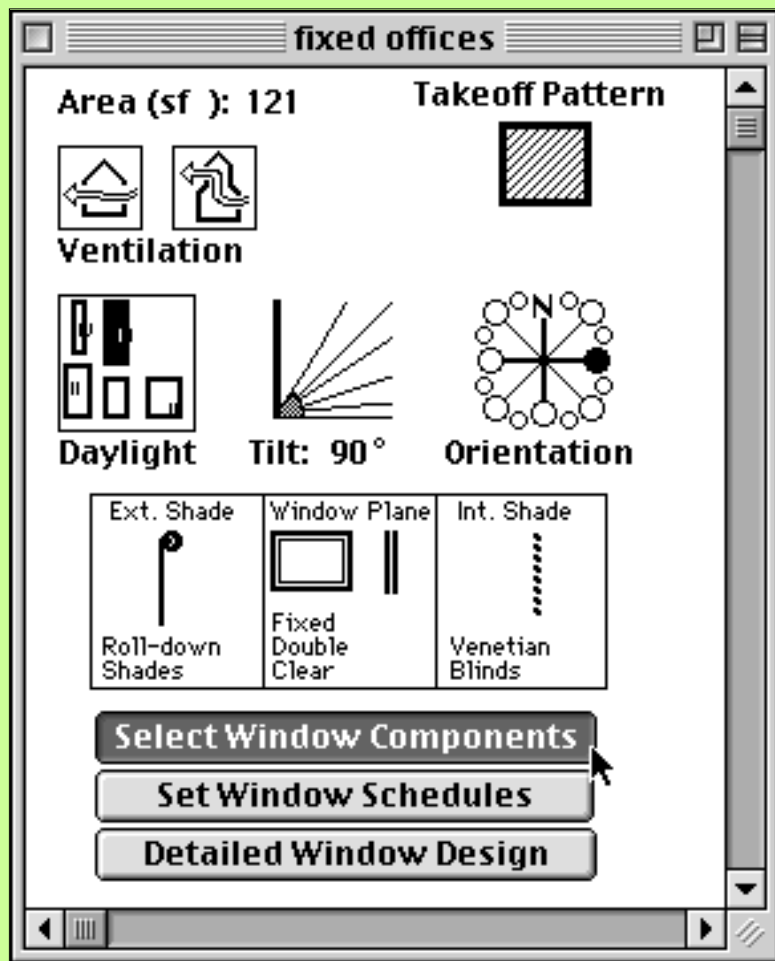 fixed offices
Area (sf ): 121
Takeoff Pattern
Ventilation
N
Daylight
Tilt: 90°
Orientation
Ext. Shade
Window Plane
Int. Shade
Roll-down
Shades
Fixed
Double
Clear
Venetian
Blinds
Select Window Components
Set Window Schedules
Detailed Window Design